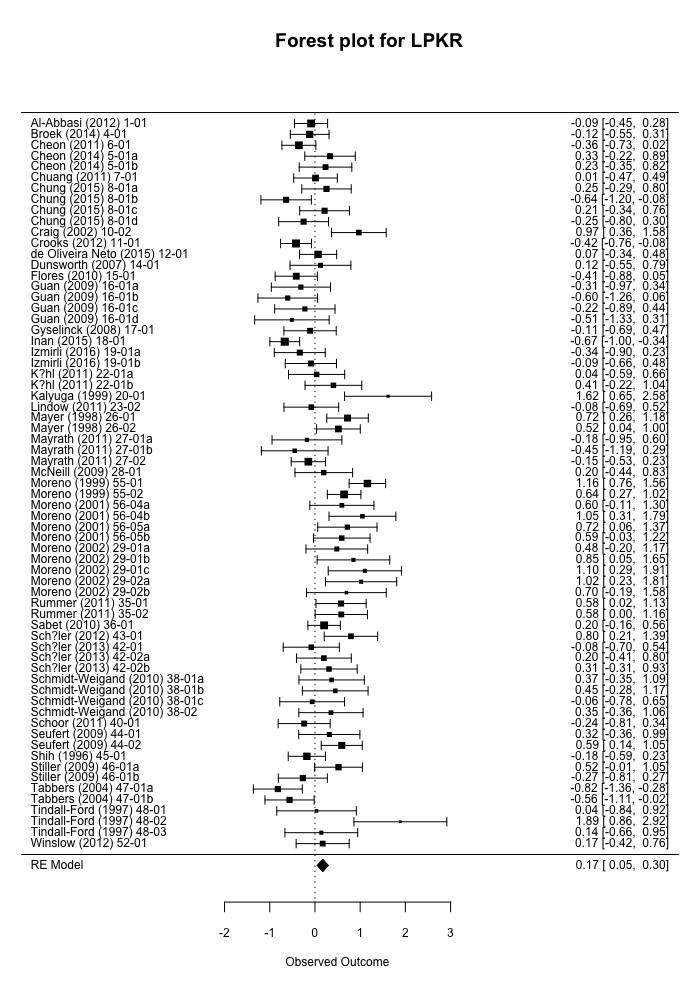 Forest plot for LPKR
Al-Abbasi (2012) 1-01 -0.09 [-0.45, 0.28]
Broek (2014) 4-01 -0.12 [-0.55, 0.31]
Cheon (2011) 6-01 -0.36 [-0.73, 0.02]
Cheon (2014) 5-01a 0.33 [-0.22, 0.89]
Cheon (2014) 5-01b 0.23 [-0.35, 0.82]
Chuang (2011) 7-01 0.01 [-0.47, 0.49]
Chung (2015) 8-01a 0.25 [-0.29, 0.80]
Chung (2015) 8-01b -0.64 [-1.20, -0.08]
Chung (2015) 8-01c 0.21 [-0.34, 0.76]
Chung (2015) 8-01d -0.25 [-0.80, 0.30]
Craig (2002) 10-02 0.97 [ 0.36, 1.58]
Crooks (2012) 11-01 -0.42 [-0.76, -0.08]
de Oliveira Neto (2015) 12-01 0.07 [-0.34, 0.48]
Dunsworth (2007) 14-01 0.12 [-0.55, 0.79]
Flores (2010) 15-01 -0.41 [-0.88, 0.05]
Guan (2009) 16-01a -0.31 [-0.97, 0.34]
Guan (2009) 16-01b -0.60 [-1.26, 0.06]
Guan (2009) 16-01c -0.22 [-0.89, 0.44]
Guan (2009) 16-01d -0.51 [-1.33, 0.31]
Gyselinck (2008) 17-01 -0.11 [-0.69, 0.47]
Inan (2015) 18-01 -0.67 [-1.00, -0.34]
Izmirli (2016) 19-01a -0.34 [-0.90, 0.23]
Izmirli (2016) 19-01b -0.09 [-0.66, 0.48]
K?hl (2011) 22-01a 0.04 [-0.59, 0.66]
K?hl (2011) 22-01b 0.41 [-0.22, 1.04]
Kalyuga (1999) 20-01 1.62 [ 0.65, 2.58]
Lindow (2011) 23-02 -0.08 [-0.69, 0.52]
Mayer (1998) 26-01 0.72 [ 0.26, 1.18]
Mayer (1998) 26-02 0.52 [ 0.04, 1.00]
Mayrath (2011) 27-01a -0.18 [-0.95, 0.60]
Mayrath (2011) 27-01b -0.45 [-1.19, 0.29]
Mayrath (2011) 27-02 -0.15 [-0.53, 0.23]
McNeill (2009) 28-01 0.20 [-0.44, 0.83]
Moreno (1999) 55-01 1.16 [ 0.76, 1.56]
Moreno (1999) 55-02 0.64 [ 0.27, 1.02]
Moreno (2001) 56-04a 0.60 [-0.11, 1.30]
Moreno (2001) 56-04b 1.05 [ 0.31, 1.79]
Moreno (2001) 56-05a 0.72 [ 0.06, 1.37]
Moreno (2001) 56-05b 0.59 [-0.03, 1.22]
Moreno (2002) 29-01a 0.48 [-0.20, 1.17]
Moreno (2002) 29-01b 0.85 [ 0.05, 1.65]
Moreno (2002) 29-01c 1.10 [ 0.29, 1.91]
Moreno (2002) 29-02a 1.02 [ 0.23, 1.81]
Moreno (2002) 29-02b 0.70 [-0.19, 1.58]
Rummer (2011) 35-01 0.58 [ 0.02, 1.13]
Rummer (2011) 35-02 0.58 [ 0.00, 1.16]
Sabet (2010) 36-01 0.20 [-0.16, 0.56]
Sch?ler (2012) 43-01 0.80 [ 0.21, 1.39]
Sch?ler (2013) 42-01 -0.08 [-0.70, 0.54]
Sch?ler (2013) 42-02a 0.20 [-0.41, 0.80]
Sch?ler (2013) 42-02b 0.31 [-0.31, 0.93]
Schmidt-Weigand (2010) 38-01a 0.37 [-0.35, 1.09]
Schmidt-Weigand (2010) 38-01b 0.45 [-0.28, 1.17]
Schmidt-Weigand (2010) 38-01c -0.06 [-0.78, 0.65]
Schmidt-Weigand (2010) 38-02 0.35 [-0.36, 1.06]
Schoor (2011) 40-01 -0.24 [-0.81, 0.34]
Seufert (2009) 44-01 0.32 [-0.36, 0.99]
Seufert (2009) 44-02 0.59 [ 0.14, 1.05]
Shih (1996) 45-01 -0.18 [-0.59, 0.23]
Stiller (2009) 46-01a 0.52 [-0.01, 1.05]
Stiller (2009) 46-01b -0.27 [-0.81, 0.27]
Tabbers (2004) 47-01a -0.82 [-1.36, -0.28]
Tabbers (2004) 47-01b -0.56 [-1.11, -0.02]
Tindall-Ford (1997) 48-01 0.04 [-0.84, 0.92]
Tindall-Ford (1997) 48-02 1.89 [ 0.86, 2.92]
Tindall-Ford (1997) 48-03 0.14 [-0.66, 0.95]
Winslow (2012) 52-01 0.17 [-0.42, 0.76]
RE Model 0.17 [ 0.05, 0.30]
-2 -1 0 1 2 3
Observed Outcome